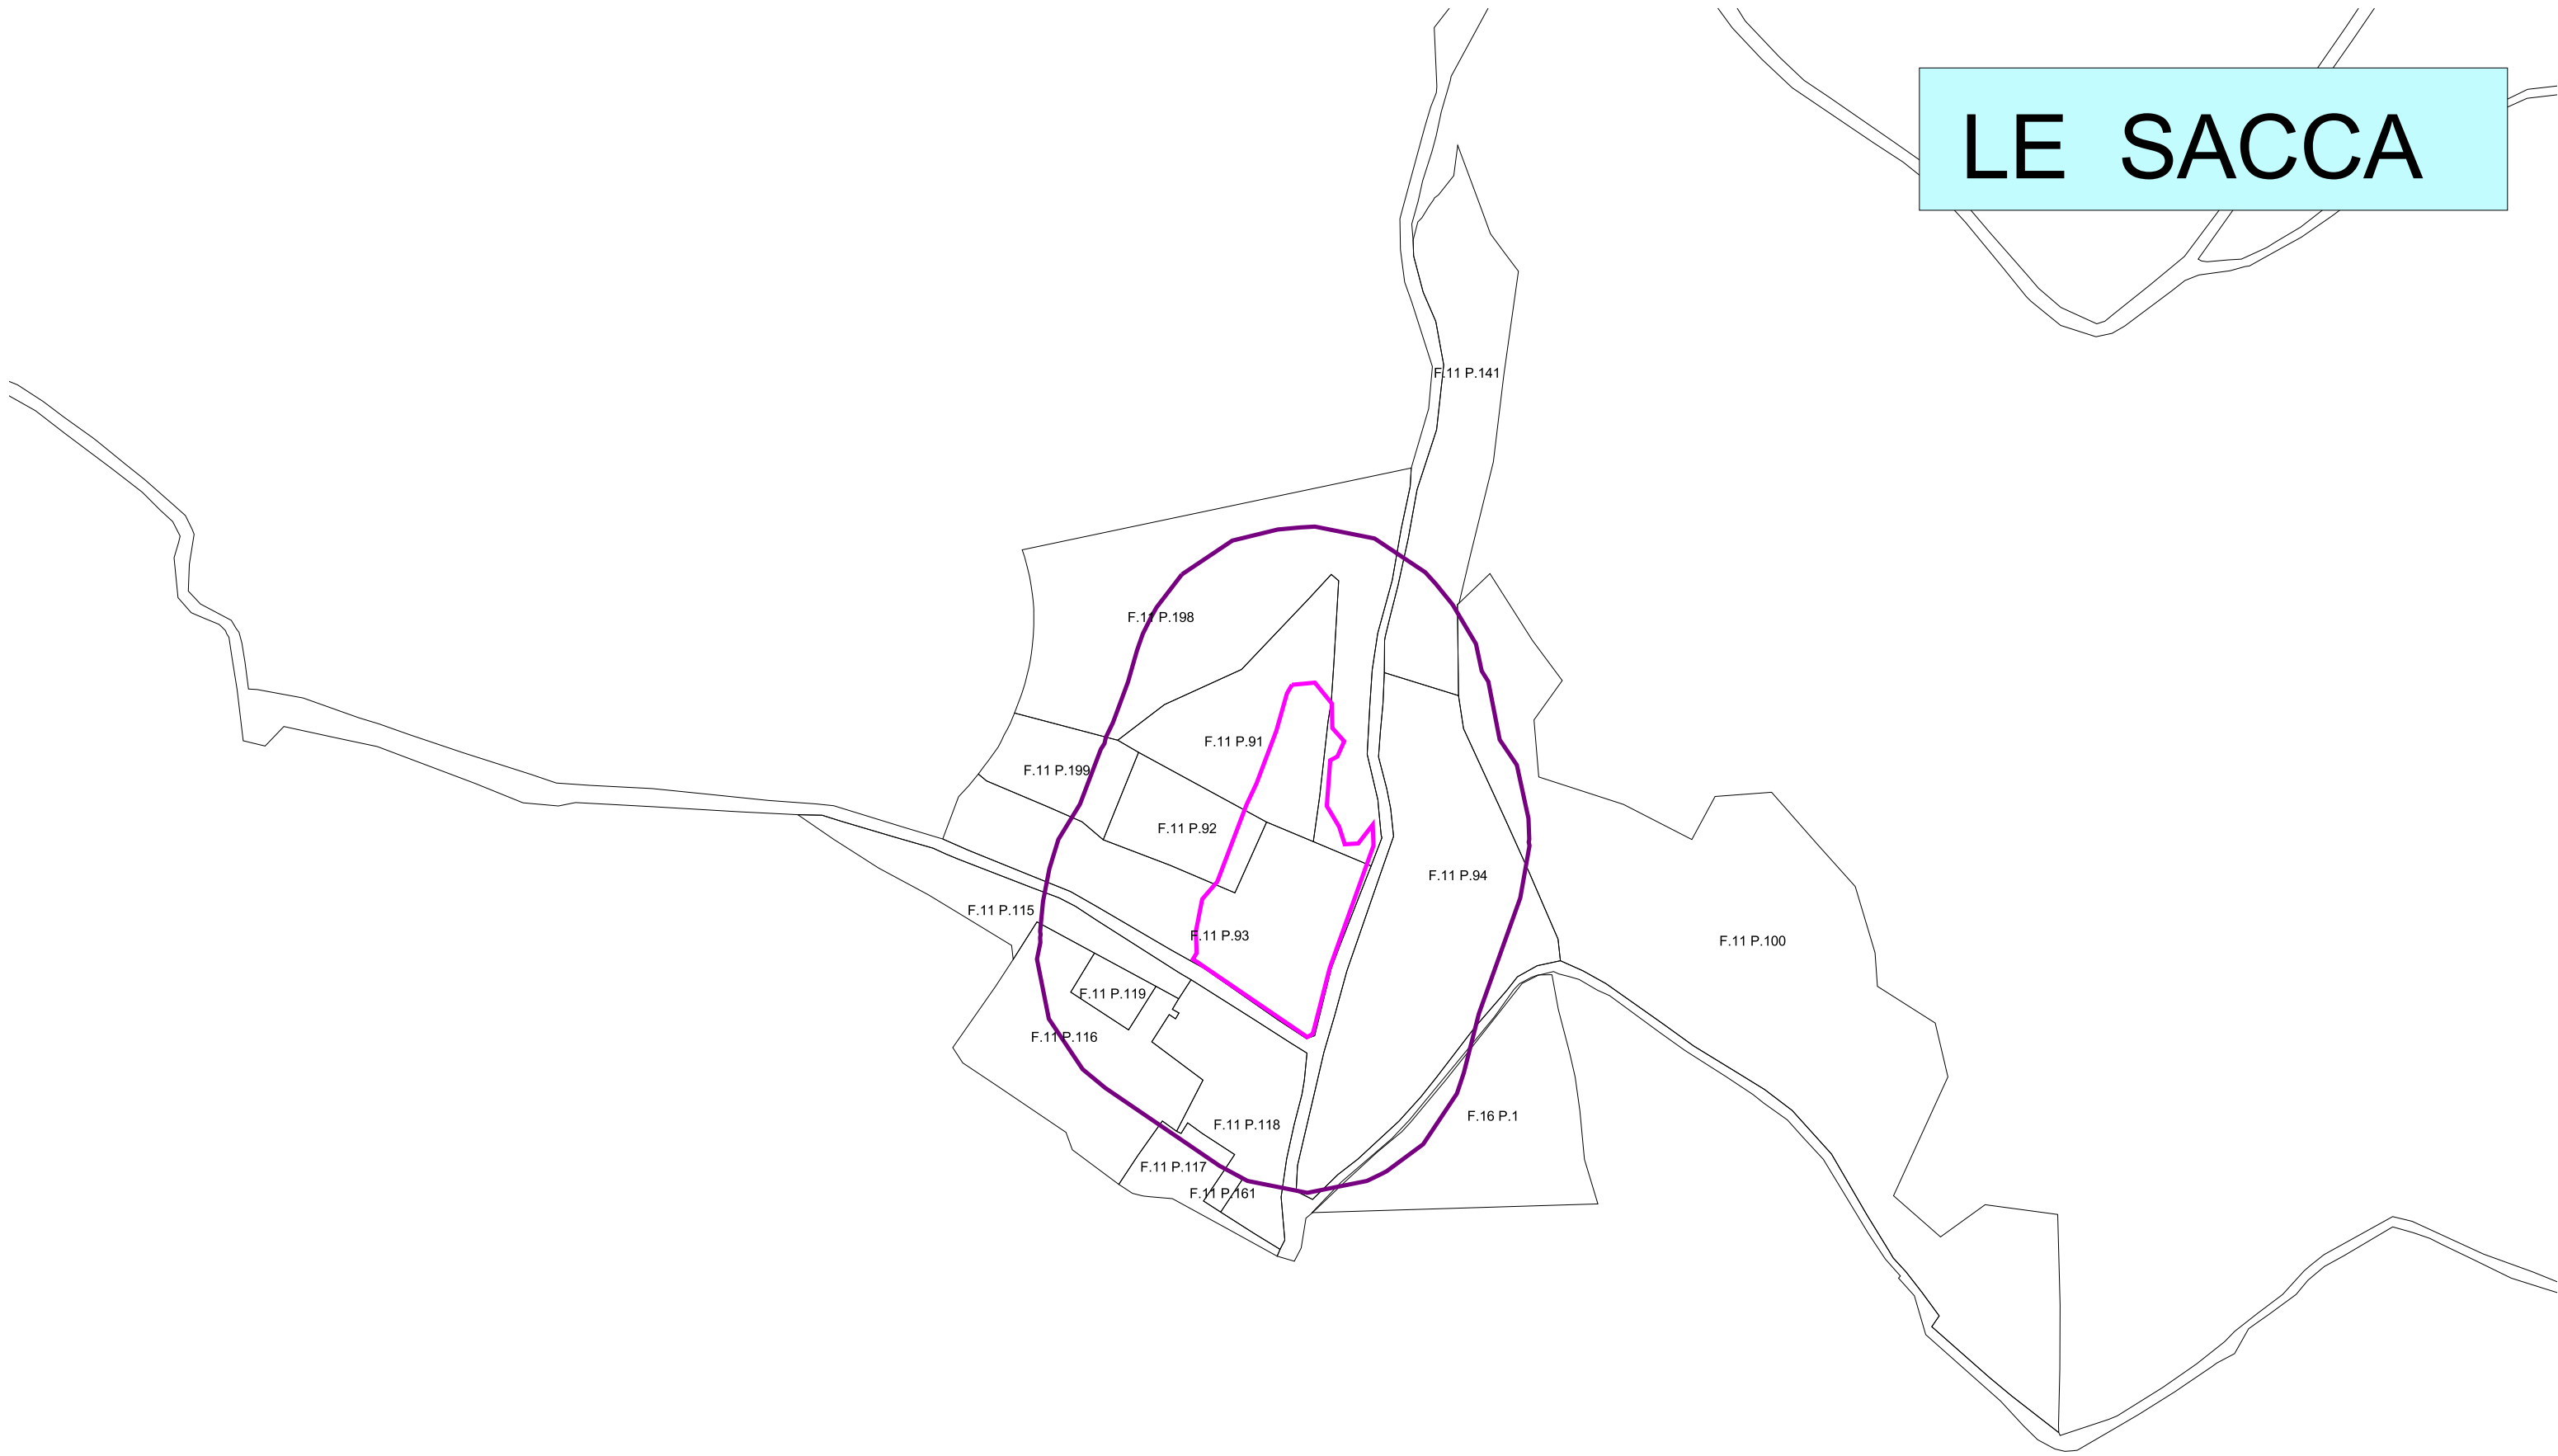 LE SACCA
F.11 P.141
F.11 P.198
F.11 P.91
F.11 P.199
F.11 P.92
F.11 P.94
F.11 P.115
F.11 P.93
F.11 P.100
F.11 P.119
F.11 P.116
F.16 P.1
F.11 P.118
F.11 P.117
F.11 P.161